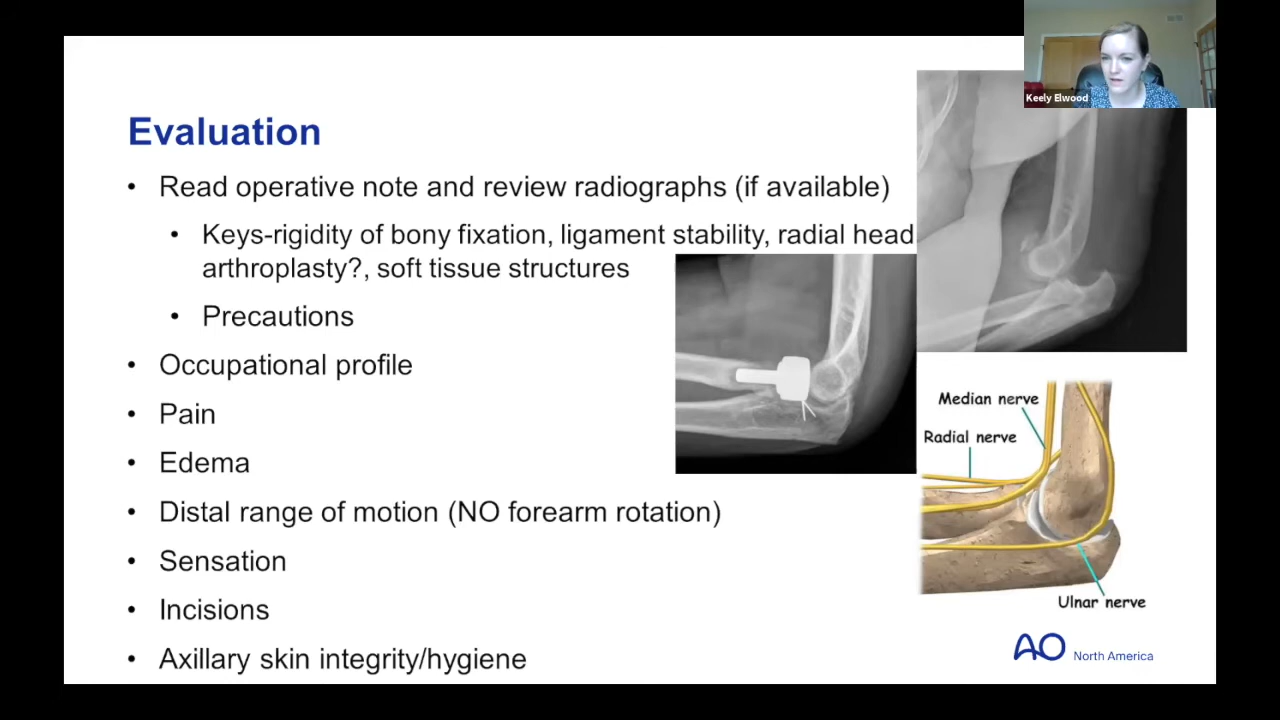 Keely Elwood
Evaluation
• Read operative note and review radiographs (if available)
• Keys-rigidity of bony fixation, ligament stability, radial head
arthroplasty?, soft tissue structures
• Precautions
• Occupational profile
• Pain
• Edema
• Distal range of motion (NO forearm rotation)
• Sensation
• Incisions
• Axillary skin integrity/hygiene
Median nerve
Radial nerve
Ulnar nerve
AO North America